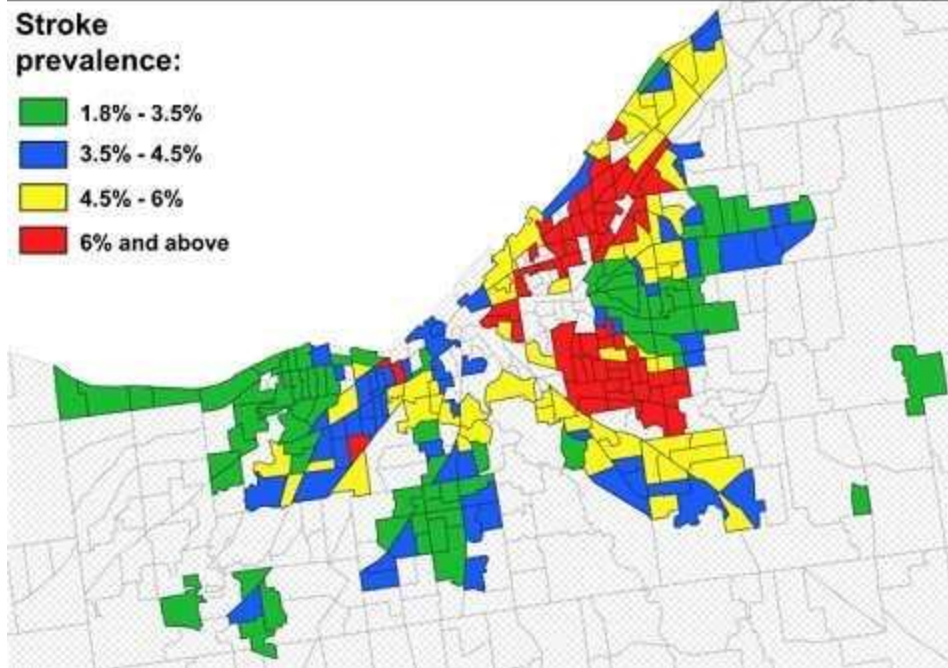 Stroke
prevalence:
1.8% - 3.5%
3.5% - 4.5%
4.5% - 6%
6% and above